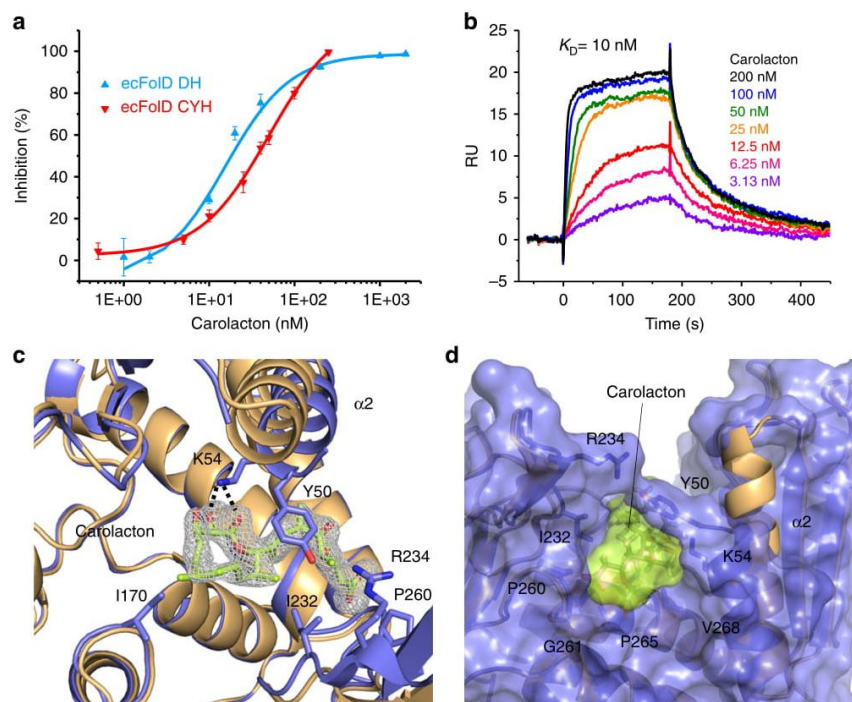 a
100
80
60
40
20
0
Inhibition (%)
ecFolD DH
ecFolD CYH
1E+00
1E+01
1E+02
1E+03
Carolacton (nM)
b
25
20
15
10
5
0
–5
RU
K_D= 10 nM
Carolacton
200 nM
100 nM
50 nM
25 nM
12.5 nM
6.25 nM
3.13 nM
0
100
200
300
400
Time (s)
c
α2
K54
Y50
Carolacton
R234
I170
I232
P260
d
Carolacton
R234
Y50
I232
α2
K54
P260
V268
G261
P265